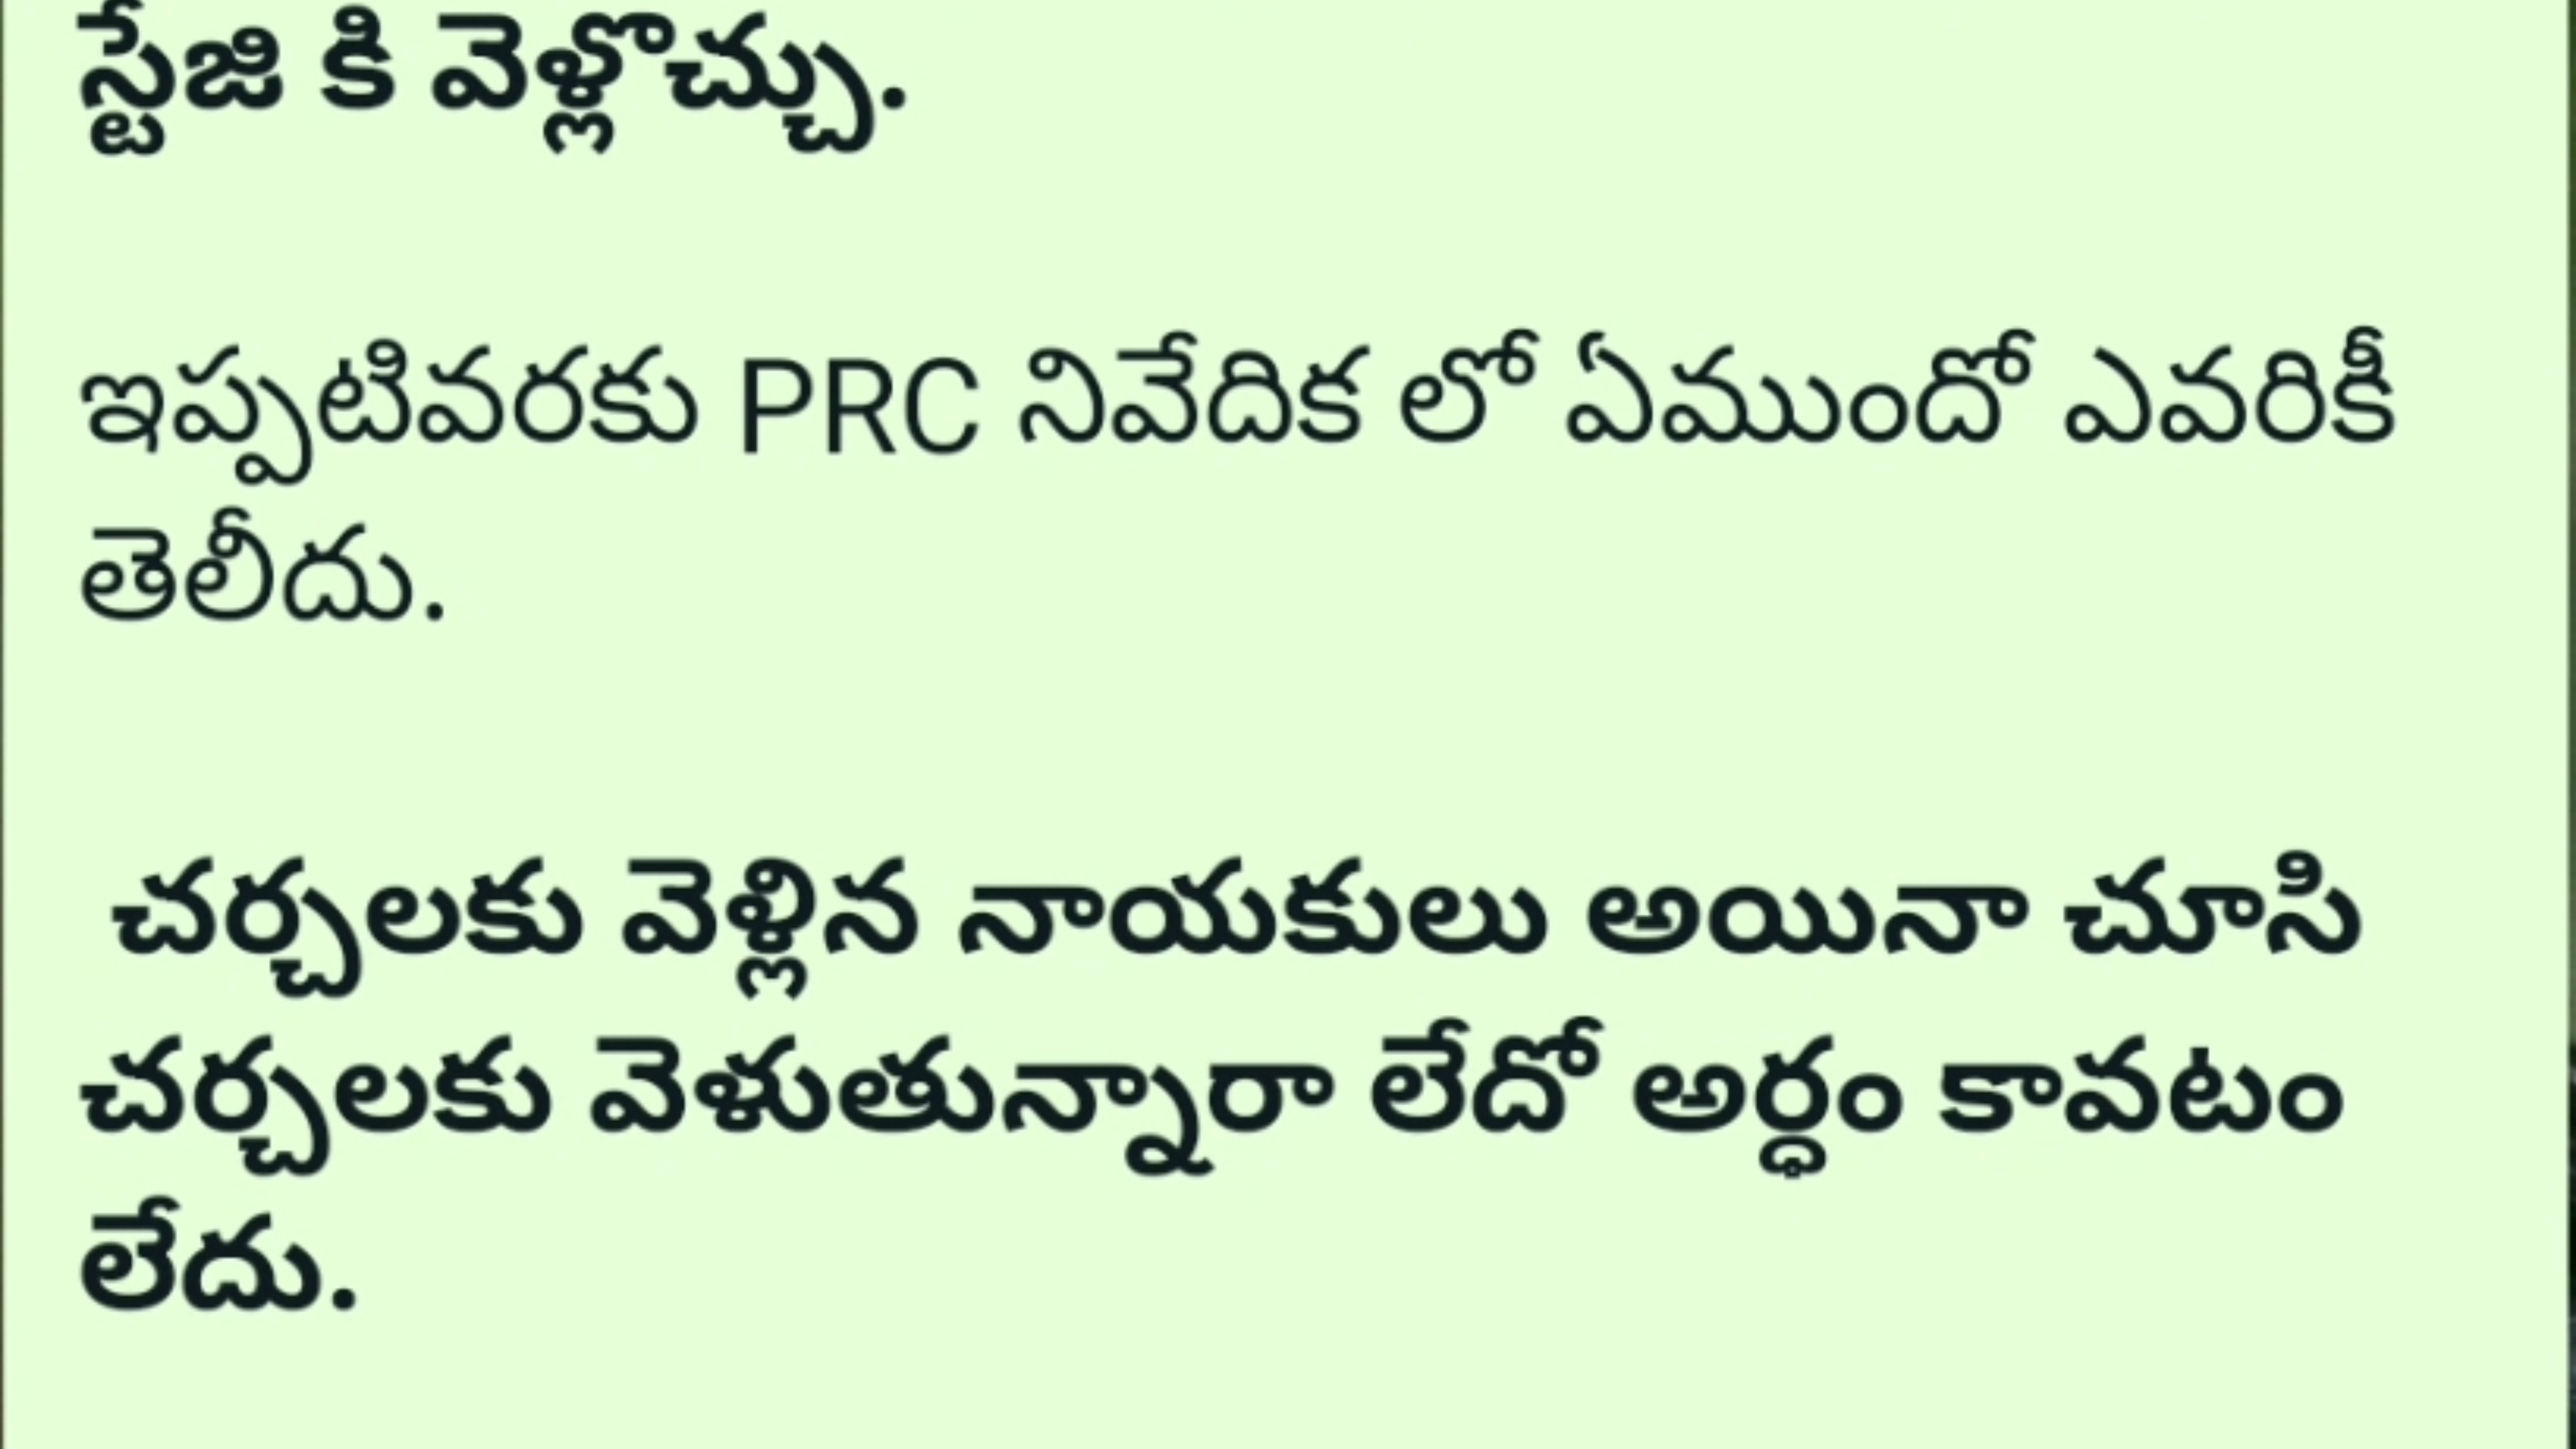 స్టేజి కి వెళ్లొచ్చు.
ఇప్పటివరకు PRC నివేదిక లో ఏముందో ఎవరికీ
తెలీదు.
చర్చలకు వెళ్లిన నాయకులు అయినా చూసి
చర్చలకు వెళుతున్నారా లేదో అర్ధం కావటం
లేదు.